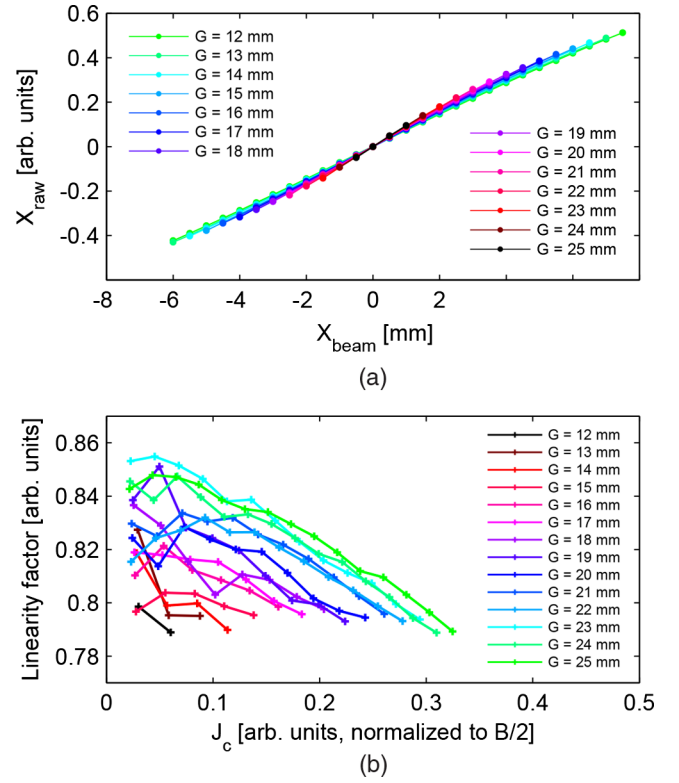 0.6
0.4
0.2
0
-0.2
-0.4
X_raw [arb. units]
G = 12 mm
G = 13 mm
G = 14 mm
G = 15 mm
G = 16 mm
G = 17 mm
G = 18 mm
G = 19 mm
G = 20 mm
G = 21 mm
G = 22 mm
G = 23 mm
G = 24 mm
G = 25 mm
-8 -6 -4 -2 0 2 4 6 8
X_beam [mm]
(a)
0.86
0.84
0.82
0.8
0.78
Linearity factor [arb. units]
G = 12 mm
G = 13 mm
G = 14 mm
G = 15 mm
G = 16 mm
G = 17 mm
G = 18 mm
G = 19 mm
G = 20 mm
G = 21 mm
G = 22 mm
G = 23 mm
G = 24 mm
G = 25 mm
0 0.1 0.2 0.3 0.4 0.5
J_c [arb. units, normalized to B/2]
(b)